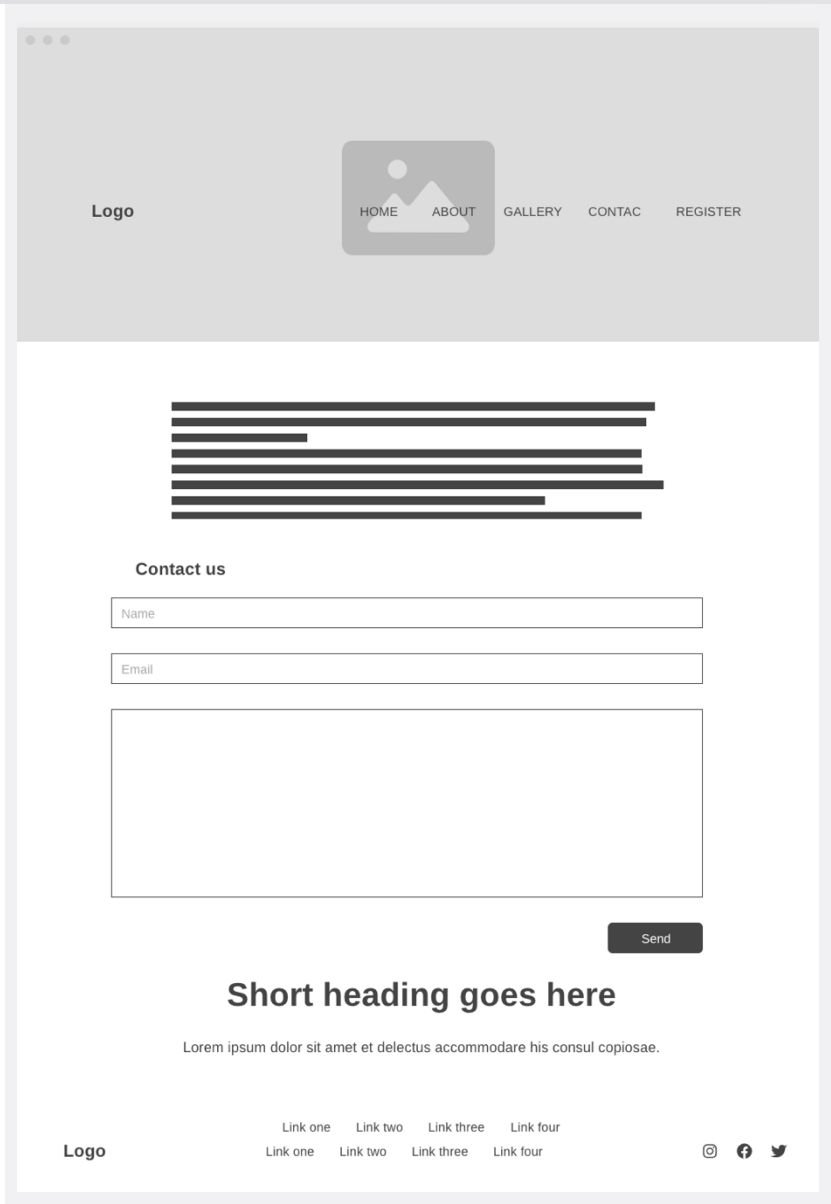 Logo HOME ABOUT GALLERY CONTAC REGISTER
Contact us
Name
Email
Send
Short heading goes here
Lorem ipsum dolor sit amet et delectus accommodare his consul copiosae.
Link one Link two Link three Link four
Logo Link one Link two Link three Link four